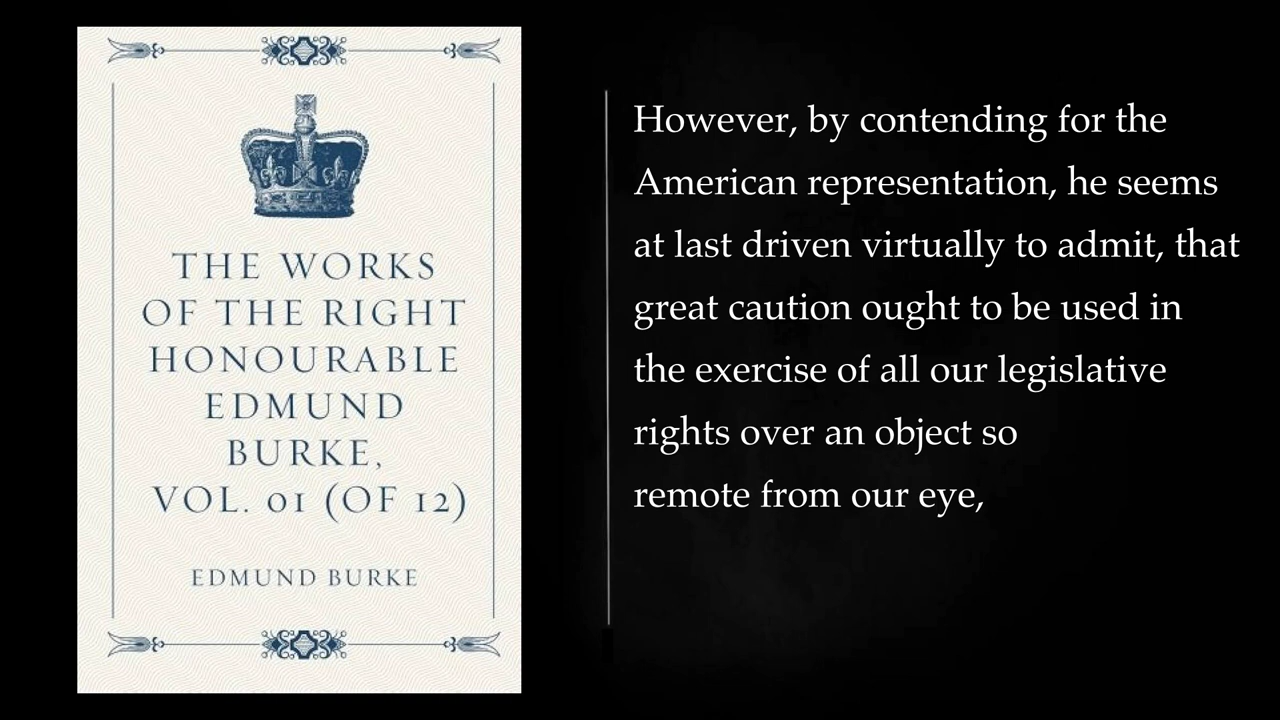 THE WORKS
OF THE RIGHT
HONOURABLE
EDMUND
BURKE,
VOL. 01 (OF 12)
EDMUND BURKE
However, by contending for the
American representation, he seems
at last driven virtually to admit, that
great caution ought to be used in
the exercise of all our legislative
rights over an object so
remote from our eye,